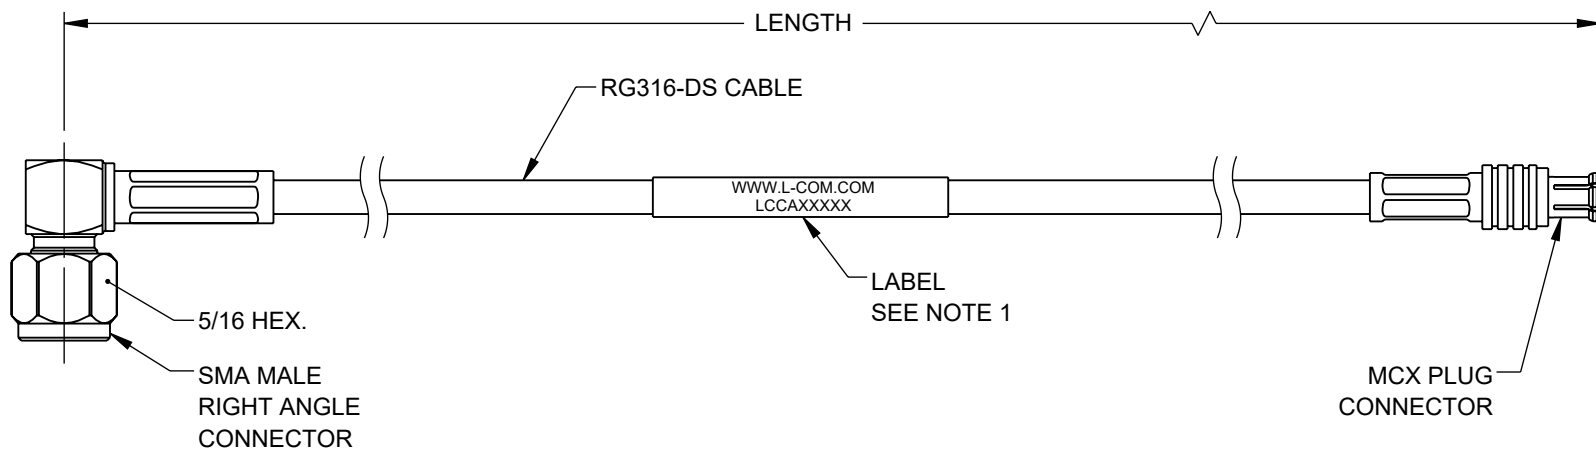 LENGTH
RG316-DS CABLE
WWW.L-COM.COM
LCCAXXXXX
LABEL
SEE NOTE 1
5/16 HEX.
SMA MALE
RIGHT ANGLE
CONNECTOR
MCX PLUG
CONNECTOR